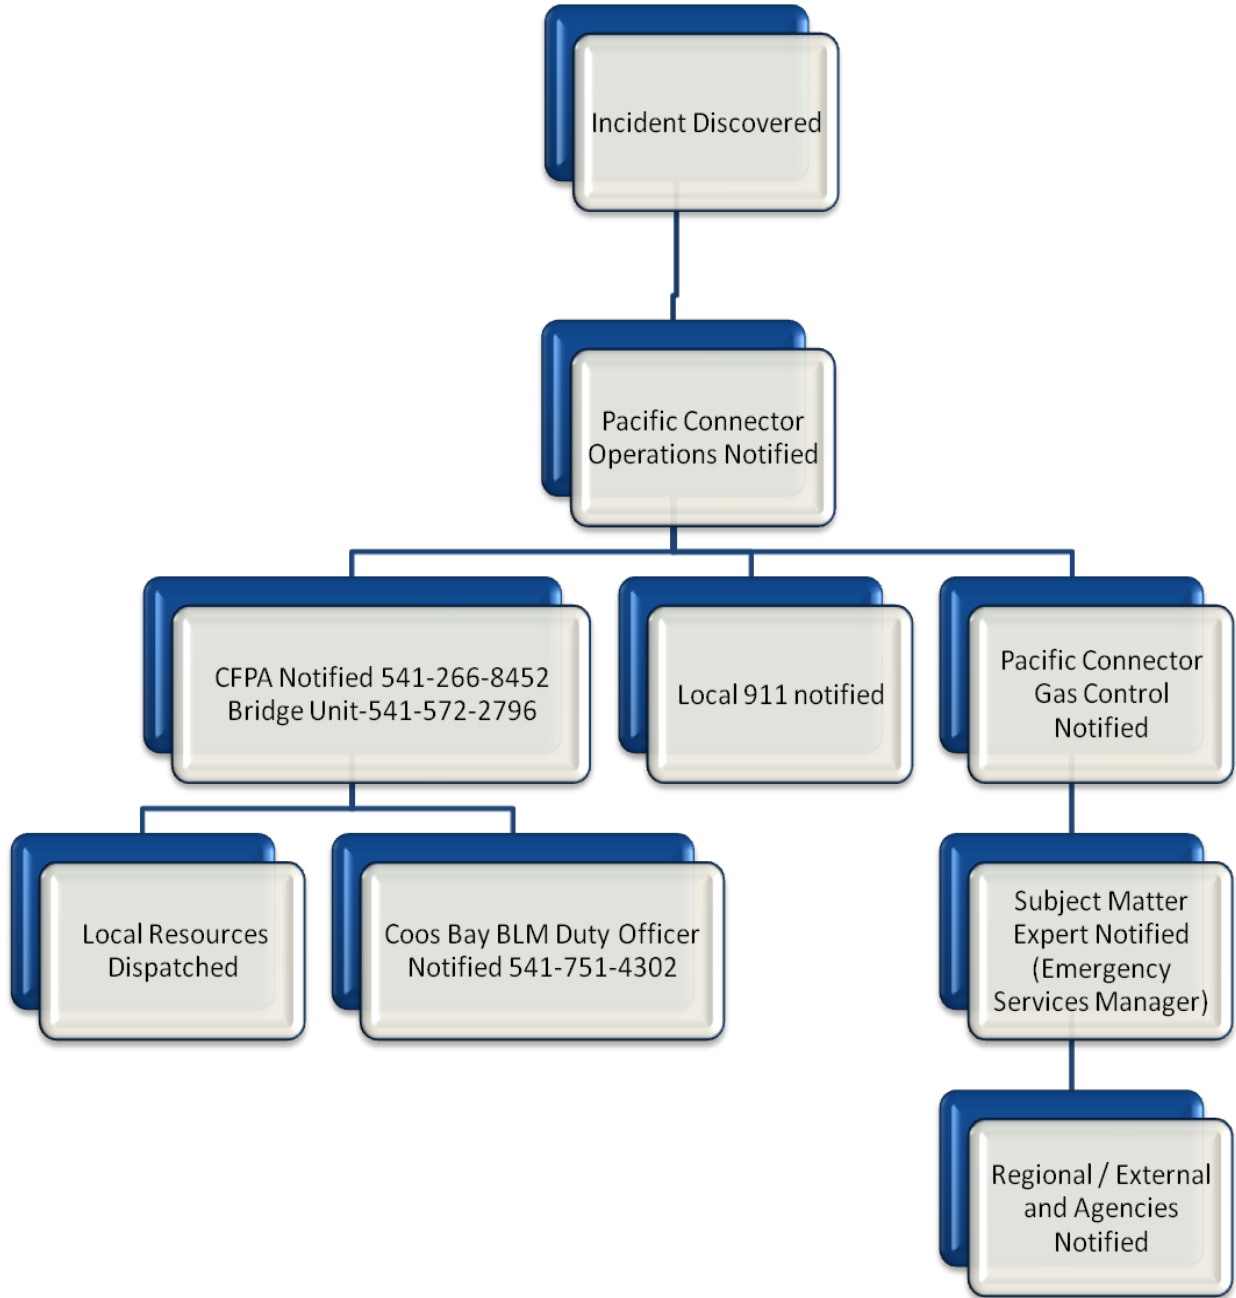 Incident Discovered
Pacific Connector
Operations Notified
CFPA Notified 541-266-8452
Bridge Unit-541-572-2796
Local 911 notified
Pacific Connector
Gas Control
Notified
Local Resources
Dispatched
Coos Bay BLM Duty Officer
Notified 541-751-4302
Subject Matter
Expert Notified
(Emergency
Services Manager)
Regional / External
and Agencies
Notified